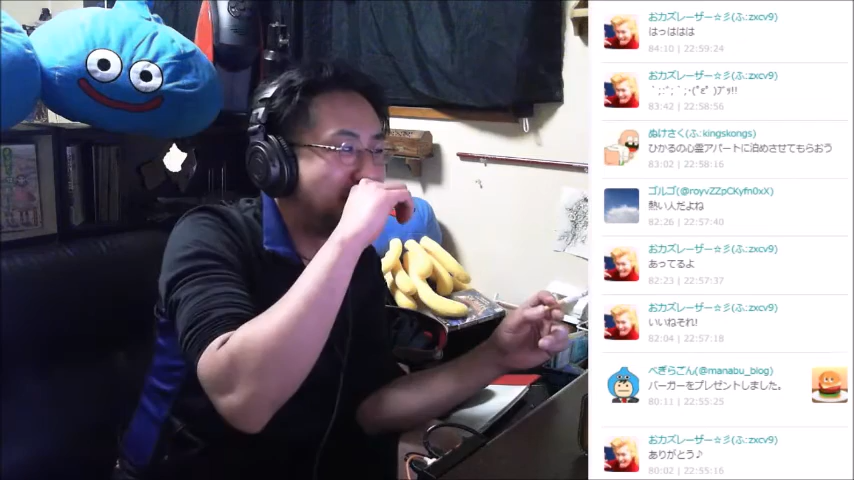 おカズレーザー☆彡(ふ:zxcv9)
はっははは
84:10 | 22:59:24
おカズレーザー☆彡(ふ:zxcv9)
｀;:゛;｀;･(ﾟεﾟ )ﾌﾞｯ!!
83:42 | 22:58:56
ぬけさく(ふ:kingskongs)
ひかるの心霊アパートに泊めさせてもらおう
83:02 | 22:58:16
ゴルゴ(@royvZZpCKyfn0xX)
熱い人だよね
82:26 | 22:57:40
おカズレーザー☆彡(ふ:zxcv9)
あってるよ
82:23 | 22:57:37
おカズレーザー☆彡(ふ:zxcv9)
いいねそれ!
82:04 | 22:57:18
べぎらごん(@manabu_blog)
バーガーをプレゼントしました。
80:11 | 22:55:25
おカズレーザー☆彡(ふ:zxcv9)
ありがとう♪
80:02 | 22:55:16